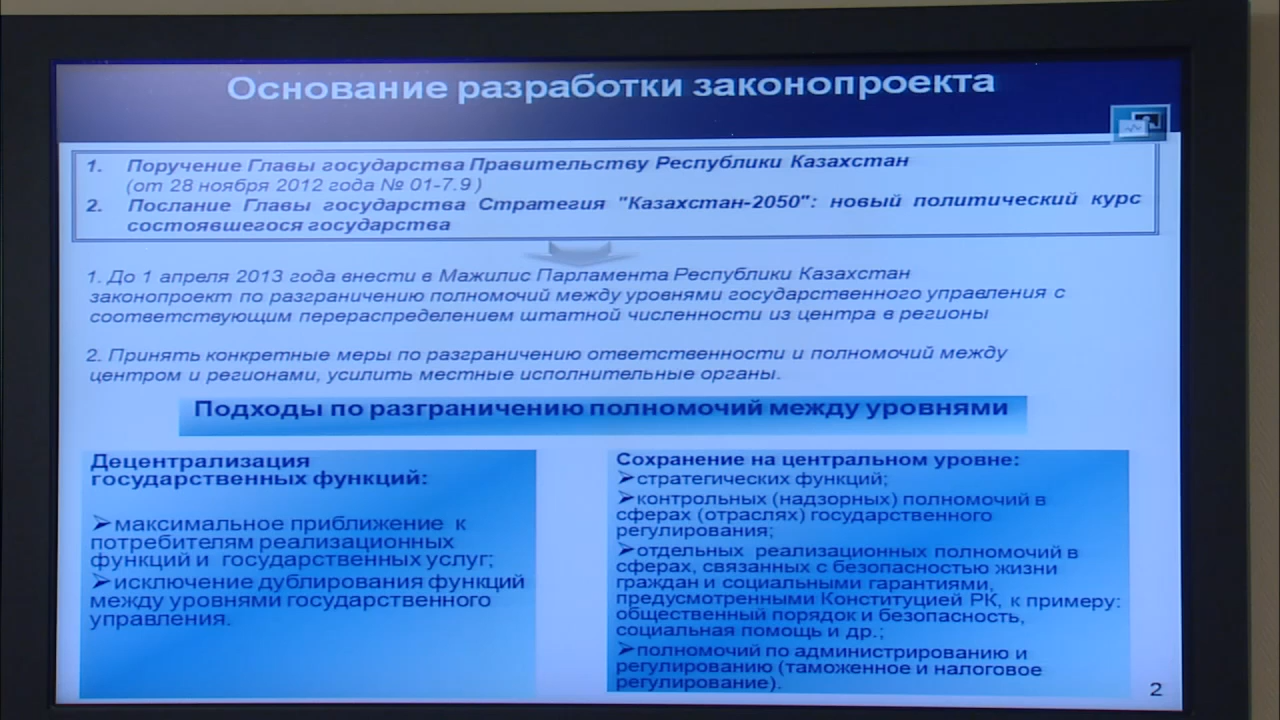 Основание разработки законопроекта
1. Поручение Главы государства Правительству Республики Казахстан
(от 28 ноября 2012 года № 01-7.9 )
2. Послание Главы государства Стратегия "Казахстан-2050": новый политический курс
состоявшегося государства
1. До 1 апреля 2013 года внести в Мажилис Парламента Республики Казахстан
законопроект по разграничению полномочий между уровнями государственного управления с
соответствующим перераспределением штатной численности из центра в регионы
2. Принять конкретные меры по разграничению ответственности и полномочий между
центром и регионами, усилить местные исполнительные органы.
Подходы по разграничению полномочий между уровнями
Децентрализация
государственных функций:
➢максимальное приближение к
потребителям реализационных
функций и государственных услуг;
➢исключение дублирования функций
между уровнями государственного
управления.
Сохранение на центральном уровне:
➢стратегических функций;
➢контрольных (надзорных) полномочий в
сферах (отраслях) государственного
регулирования;
➢отдельных реализационных полномочий в
сферах, связанных с безопасностью жизни
граждан и социальными гарантиями,
предусмотренными Конституцией РК, к примеру:
общественный порядок и безопасность,
социальная помощь и др.;
➢полномочий по администрированию и
регулированию (таможенное и налоговое
регулирование).
2